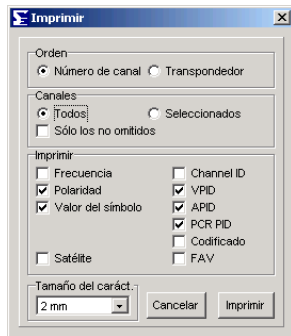 Imprimir
Orden
Número de canal Transpondedor
Canales
Todos Seleccionados
Sólo los no omitidos
Imprimir
Frecuencia Channel ID
Polaridad VPID
Valor del símbolo APID
PCR PID
Codificado
Satélite FAV
Tamaño del caráct.
2 mm Cancelar Imprimir